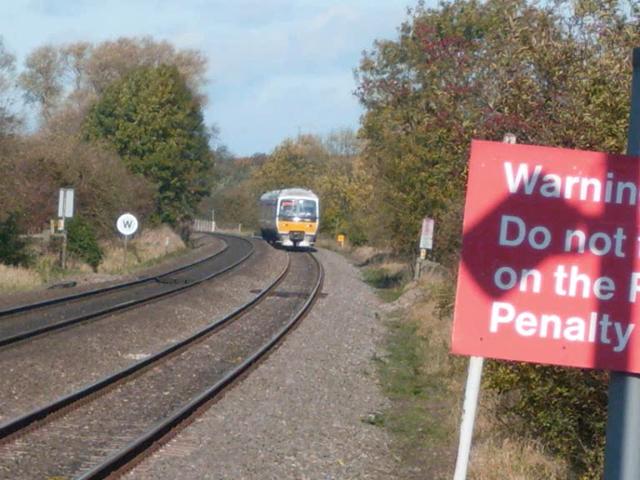 W
Warnin
Do not
on the
Penalty